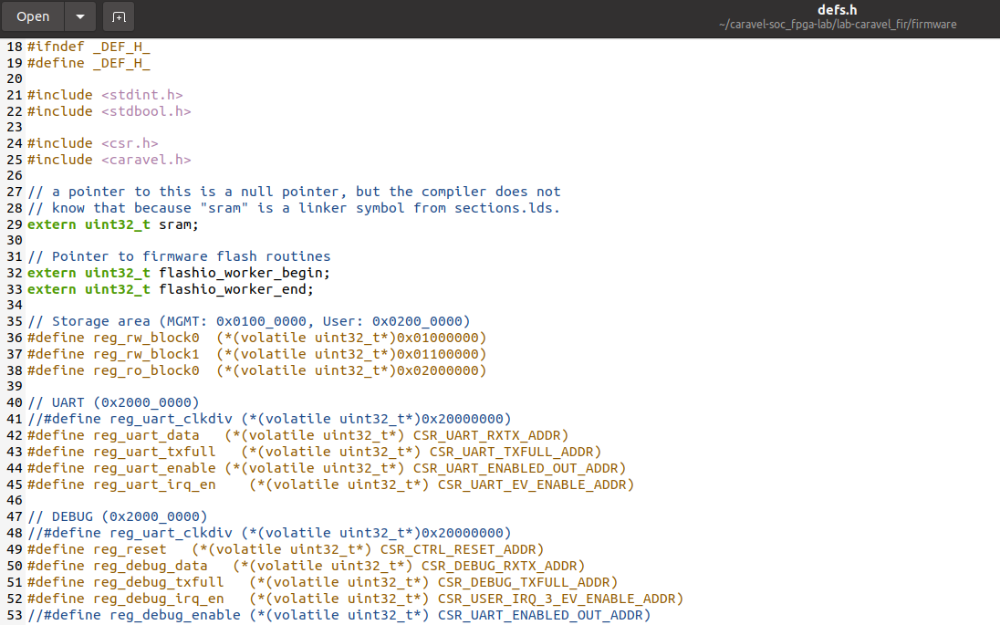 Open
defs.h
~/caravel-soc_fpga-lab/lab-caravel_fir/firmware
18 #ifndef _DEF_H_
19 #define _DEF_H_
20
21 #include <stdint.h>
22 #include <stdbool.h>
23
24 #include <csr.h>
25 #include <caravel.h>
26
27 // a pointer to this is a null pointer, but the compiler does not
28 // know that because "sram" is a linker symbol from sections.lds.
29 extern uint32_t sram;
30
31 // Pointer to firmware flash routines
32 extern uint32_t flashio_worker_begin;
33 extern uint32_t flashio_worker_end;
34
35 // Storage area (MGMT: 0x0100_0000, User: 0x0200_0000)
36 #define reg_rw_block0  (*(volatile uint32_t*)0x01000000)
37 #define reg_rw_block1  (*(volatile uint32_t*)0x01100000)
38 #define reg_ro_block0  (*(volatile uint32_t*)0x02000000)
39
40 // UART (0x2000_0000)
41 //#define reg_uart_clkdiv (*(volatile uint32_t*)0x20000000)
42 #define reg_uart_data   (*(volatile uint32_t*) CSR_UART_RXTX_ADDR)
43 #define reg_uart_txfull   (*(volatile uint32_t*) CSR_UART_TXFULL_ADDR)
44 #define reg_uart_enable (*(volatile uint32_t*) CSR_UART_ENABLED_OUT_ADDR)
45 #define reg_uart_irq_en    (*(volatile uint32_t*) CSR_UART_EV_ENABLE_ADDR)
46
47 // DEBUG (0x2000_0000)
48 //#define reg_uart_clkdiv (*(volatile uint32_t*)0x20000000)
49 #define reg_reset   (*(volatile uint32_t*) CSR_CTRL_RESET_ADDR)
50 #define reg_debug_data   (*(volatile uint32_t*) CSR_DEBUG_RXTX_ADDR)
51 #define reg_debug_txfull   (*(volatile uint32_t*) CSR_DEBUG_TXFULL_ADDR)
52 #define reg_debug_irq_en   (*(volatile uint32_t*) CSR_USER_IRQ_3_EV_ENABLE_ADDR)
53 //#define reg_debug_enable (*(volatile uint32_t*) CSR_UART_ENABLED_OUT_ADDR)